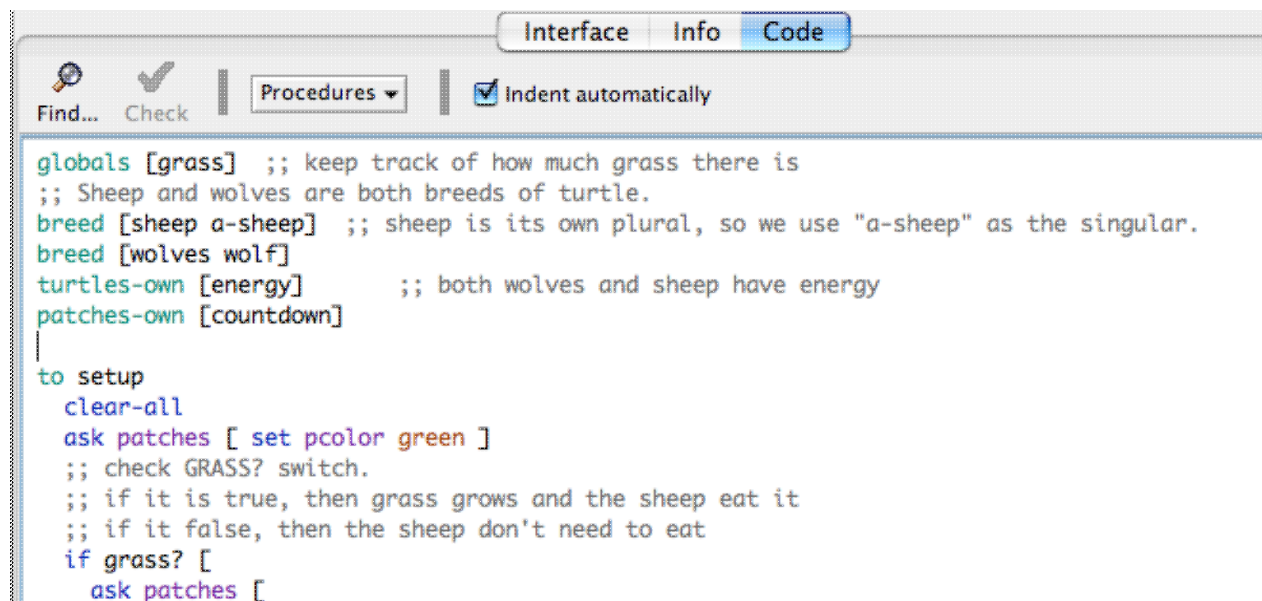 Interface Info Code
Find... Check Procedures Indent automatically
globals [grass]  ;; keep track of how much grass there is
;; Sheep and wolves are both breeds of turtle.
breed [sheep a-sheep]  ;; sheep is its own plural, so we use "a-sheep" as the singular.
breed [wolves wolf]
turtles-own [energy]       ;; both wolves and sheep have energy
patches-own [countdown]
to setup
  clear-all
  ask patches [ set pcolor green ]
  ;; check GRASS? switch.
  ;; if it is true, then grass grows and the sheep eat it
  ;; if it false, then the sheep don't need to eat
  if grass? [
    ask patches [